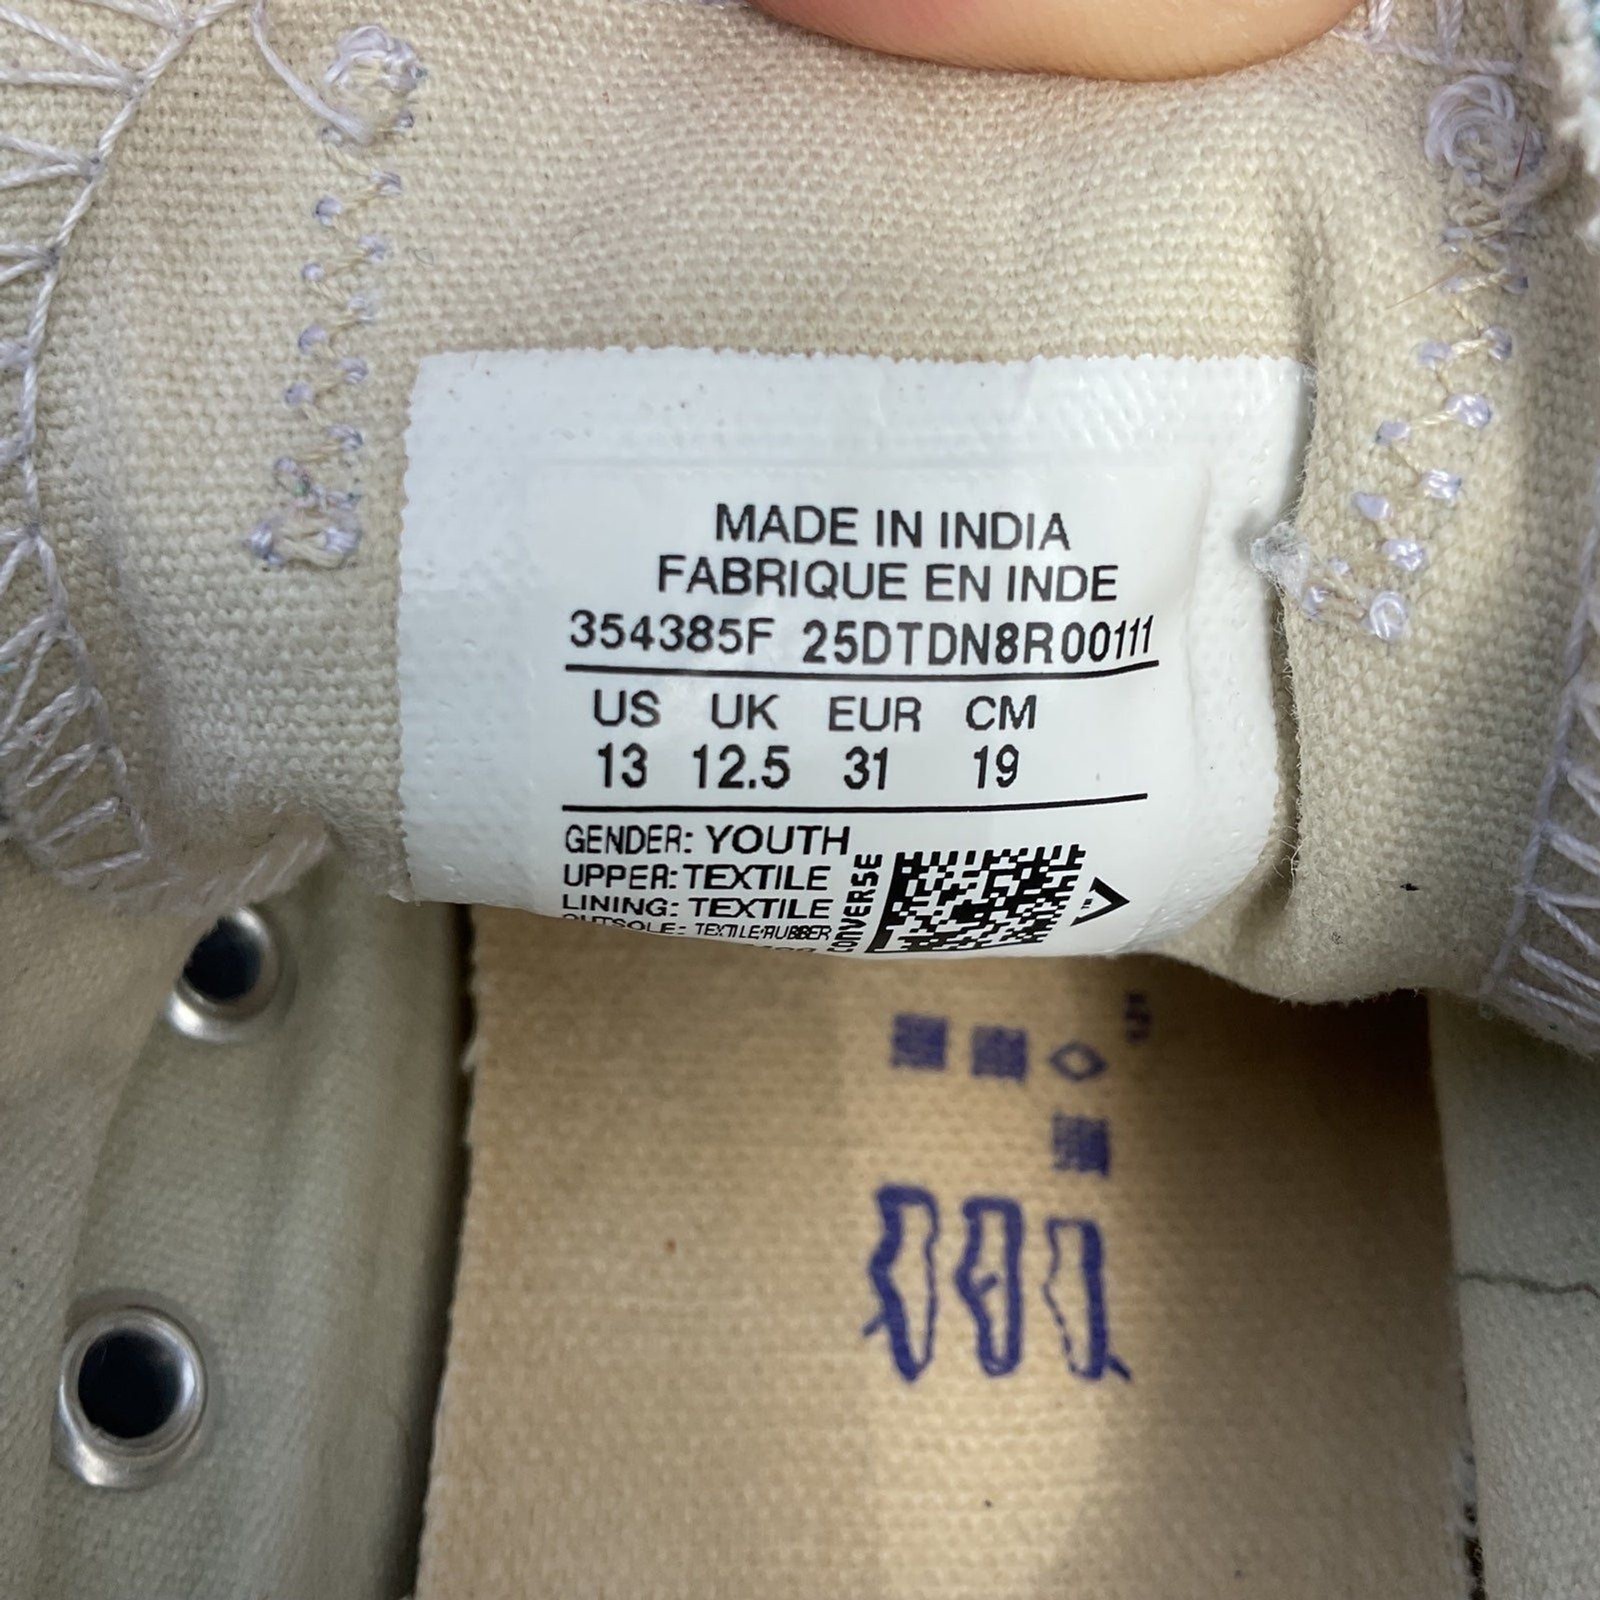 MADE IN INDIA
FABRIQUE EN INDE
354385F 25DTDN8R00111
US UK EUR CM
13 12.5 31 19
GENDER: YOUTH
UPPER: TEXTILE
LINING: TEXTILE
OUTSOLE: TEXTILE/RUBBER
CONVERSE
TM